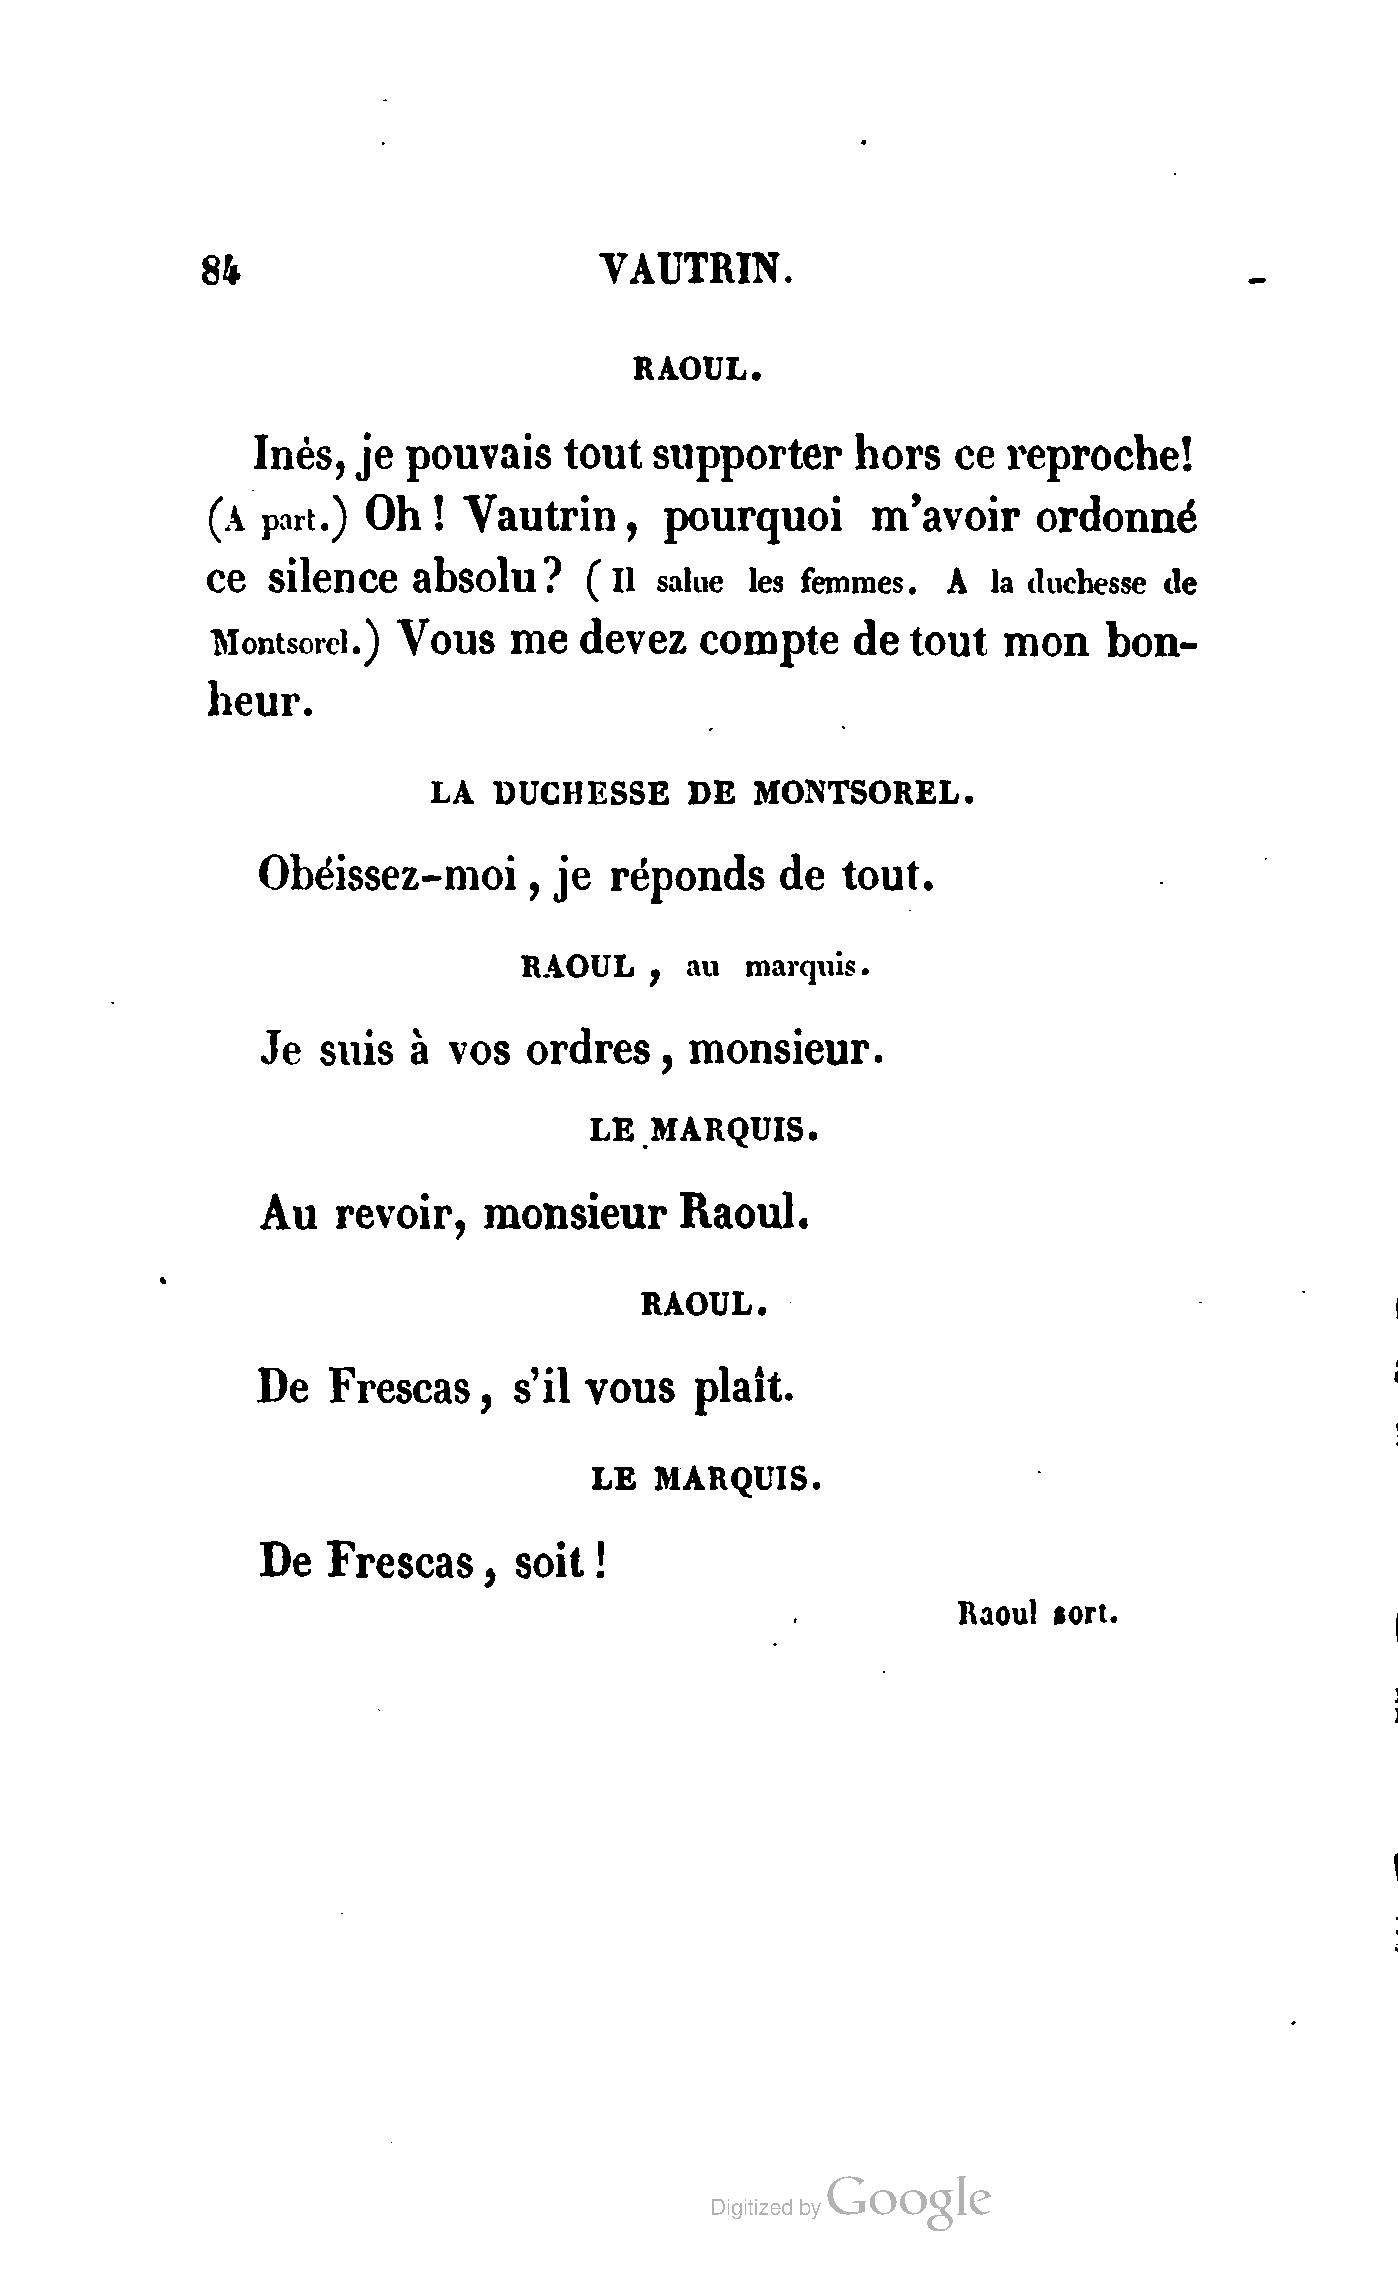 84 VAUTRIN.
RAOUL.
Inès, je pouvais tout supporter hors ce reproche!
(A part.) Oh ! Vautrin, pourquoi m'avoir ordonné
ce silence absolu? (Il salue les femmes. A la duchesse de
Montsorel.) Vous me devez compte de tout mon bon-
heur.
LA DUCHESSE DE MONTSOREL.
Obéissez-moi, je réponds de tout.
RAOUL, au marquis.
Je suis à vos ordres, monsieur.
LE MARQUIS.
Au revoir, monsieur Raoul.
RAOUL.
De Frescas, s'il vous plaît.
LE MARQUIS.
De Frescas, soit !
Raoul sort.
Digitized by Google